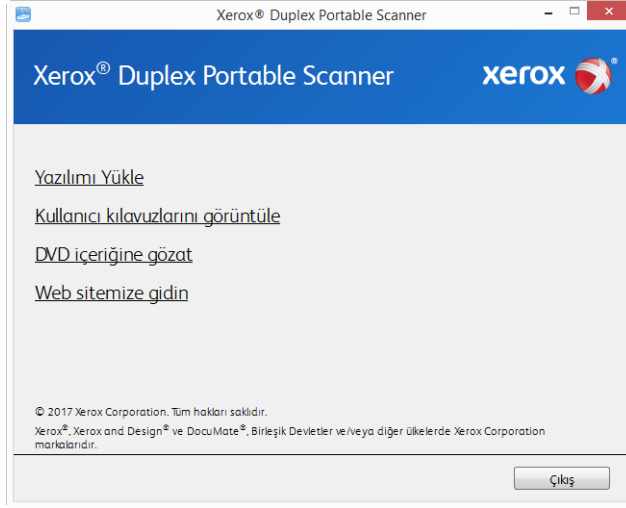 Xerox® Duplex Portable Scanner
Xerox® Duplex Portable Scanner
xerox®
Yazılımı Yükle
Kullanıcı kılavuzlarını görüntüle
DVD içeriğine gözat
Web sitemize gidin
© 2017 Xerox Corporation. Tüm hakları saklıdır.
Xerox®, Xerox and Design® ve DocuMate®, Birleşik Devletler ve/veya diğer ülkelerde Xerox Corporation
markalarıdır.
Çıkış